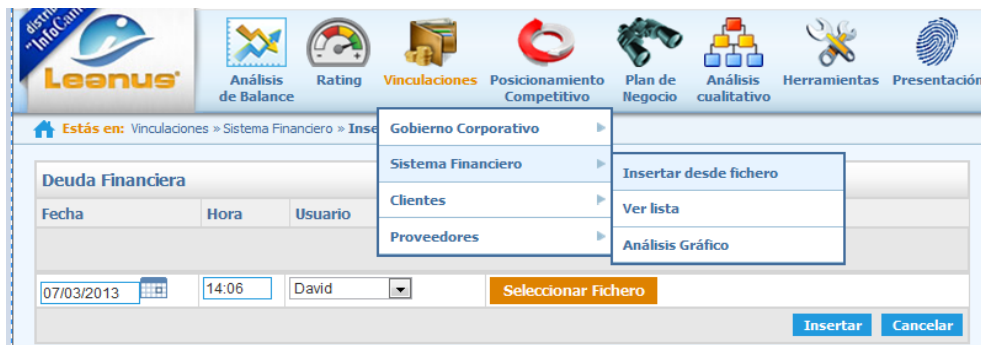 distri
"InfoCam
Leanus®
Análisis
de Balance
Rating
Vinculaciones
Posicionamiento
Competitivo
Plan de
Negocio
Análisis
cualitativo
Herramientas
Presentación
Estás en: Vinculaciones » Sistema Financiero » Inse
Gobierno Corporativo
Sistema Financiero
Clientes
Proveedores
Insertar desde fichero
Ver lista
Análisis Gráfico
Deuda Financiera
Fecha Hora Usuario
07/03/2013 14:06 David Seleccionar Fichero
Insertar Cancelar